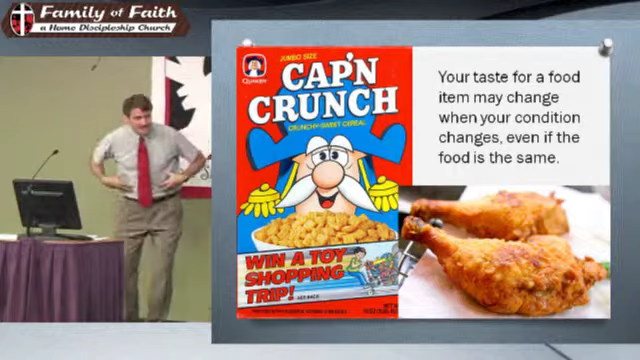 Family of Faith
a Home Discipleship Church
JUMBO SIZE
Quaker
CAP'N
CRUNCH
CRUNCHY-SWEET CEREAL
WIN A TOY
SHOPPING
TRIP!
Your taste for a food
item may change
when your condition
changes, even if the
food is the same.